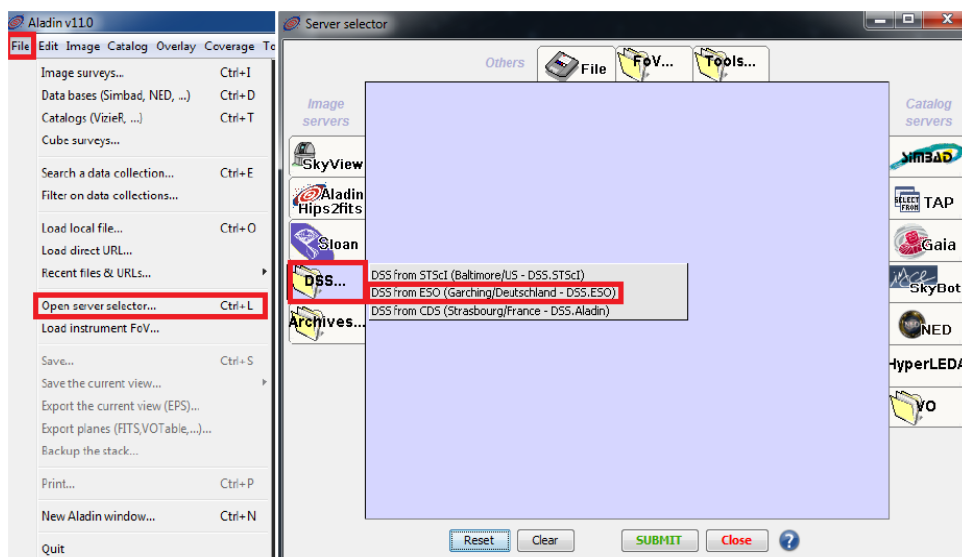 Aladin v11.0
File Edit Image Catalog Overlay Coverage To
Image surveys... Ctrl+I
Data bases (Simbad, NED, ...) Ctrl+D
Catalogs (VizieR, ...) Ctrl+T
Cube surveys...
Search a data collection... Ctrl+E
Filter on data collections...
Load local file... Ctrl+O
Load direct URL...
Recent files & URLs...
Open server selector... Ctrl+L
Load instrument FoV...
Save... Ctrl+S
Save the current view...
Export the current view (EPS)...
Export planes (FITS,VOTable,...)...
Backup the stack...
Print... Ctrl+P
New Aladin window... Ctrl+N
Quit
Server selector
Others
File
FoV...
Tools...
Image
servers
SkyView
Aladin
Hips2fits
Sloan
DSS...
Archives...
DSS from STScI (Baltimore/US - DSS.STScI)
DSS from ESO (Garching/Deutschland - DSS.ESO)
DSS from CDS (Strasbourg/France - DSS.Aladin)
Catalog
servers
SIMBAD
SELECT
FROM
TAP
Gaia
SkyBot
NED
HyperLEDA
VO
Reset
Clear
SUBMIT
Close
?